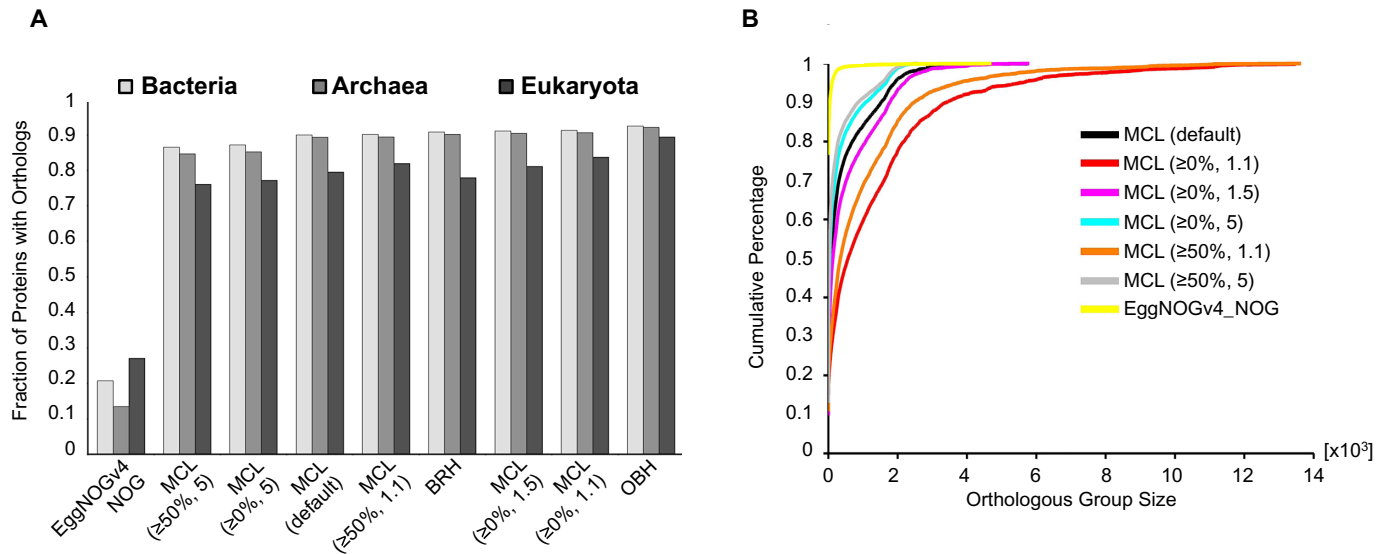 A
Bacteria Archaea Eukaryota
Fraction of Proteins with Orthologs
1
0.9
0.8
0.7
0.6
0.5
0.4
0.3
0.2
0.1
0
EggNOGv4
NOG
MCL
(≥50%, 5)
MCL
(≥0%, 5)
MCL
(default)
MCL
(≥50%, 1.1)
BRH
MCL
(≥0%, 1.5)
MCL
(≥0%, 1.1)
OBH
B
Cumulative Percentage
1
0.9
0.8
0.7
0.6
0.5
0.4
0.3
0.2
0.1
0
MCL (default)
MCL (≥0%, 1.1)
MCL (≥0%, 1.5)
MCL (≥0%, 5)
MCL (≥50%, 1.1)
MCL (≥50%, 5)
EggNOGv4_NOG
0 2 4 6 8 10 12 14 [x10³]
Orthologous Group Size